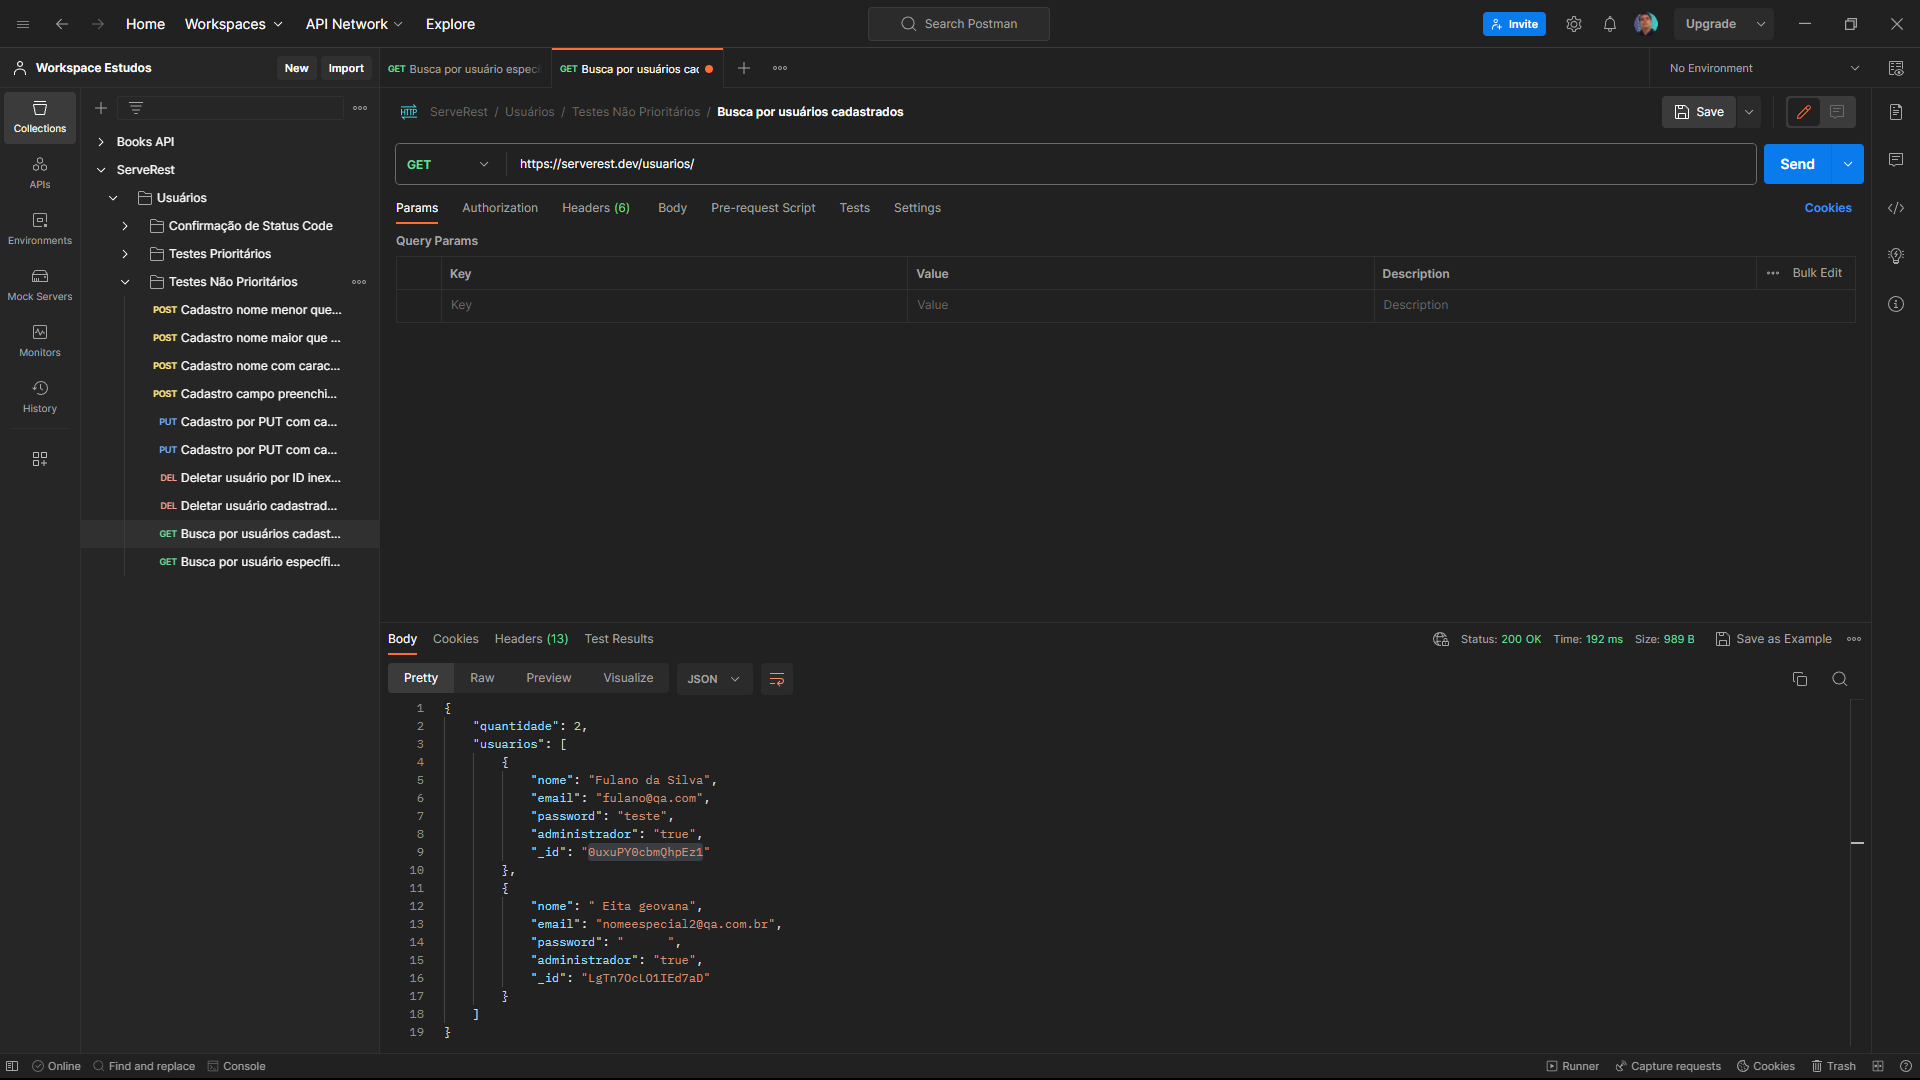 Home Workspaces API Network Explore Search Postman Invite Upgrade
Workspace Estudos New Import GET Busca por usuário especí GET Busca por usuários cac No Environment
ServeRest / Usuários / Testes Não Prioritários / Busca por usuários cadastrados Save
Collections
APIs
Environments
Mock Servers
Monitors
History
Books API
ServeRest
Usuários
Confirmação de Status Code
Testes Prioritários
Testes Não Prioritários
POST Cadastro nome menor que...
POST Cadastro nome maior que ...
POST Cadastro nome com carac...
POST Cadastro campo preenchi...
PUT Cadastro por PUT com ca...
PUT Cadastro por PUT com ca...
DEL Deletar usuário por ID inex...
DEL Deletar usuário cadastrad...
GET Busca por usuários cadast...
GET Busca por usuário específi...
GET https://serverest.dev/usuarios/ Send
Params Authorization Headers (6) Body Pre-request Script Tests Settings Cookies
Query Params
Key Value Description Bulk Edit
Key Value Description
Body Cookies Headers (13) Test Results Status: 200 OK Time: 192 ms Size: 989 B Save as Example
Pretty Raw Preview Visualize JSON
1 {
2 "quantidade": 2,
3 "usuarios": [
4 {
5 "nome": "Fulano da Silva",
6 "email": "fulano@qa.com",
7 "password": "teste",
8 "administrador": "true",
9 "_id": "0uxuPY0cbmQhpEz1"
10 },
11 {
12 "nome": " Eita geovana",
13 "email": "nomeespecial2@qa.com.br",
14 "password": "      ",
15 "administrador": "true",
16 "_id": "LgTn7OcLO1IEd7aD"
17 }
18 ]
19 }
Online Find and replace Console Runner Capture requests Cookies Trash